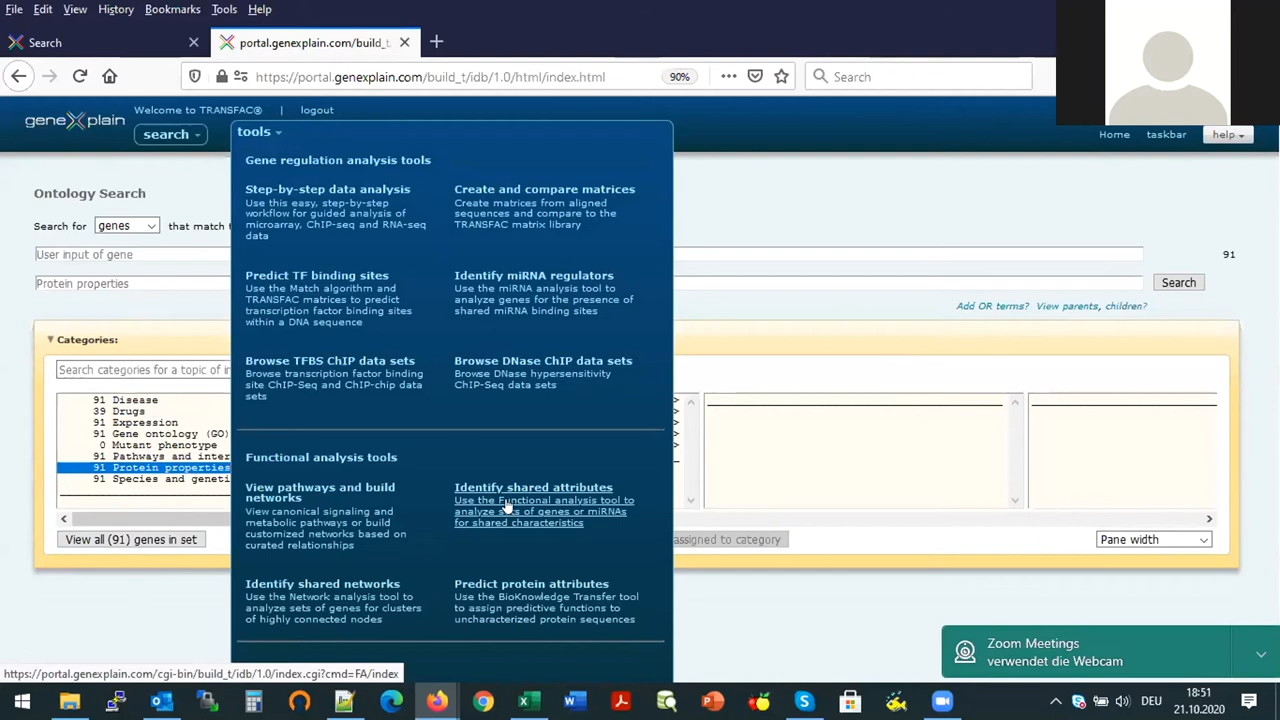 File Edit View History Bookmarks Tools Help
Search
portal.genexplain.com/build_t
https://portal.genexplain.com/build_t/idb/1.0/html/index.html
90%
Search
geneXplain
Welcome to TRANSFAC® | logout
search
tools
Home taskbar help
Gene regulation analysis tools
Step-by-step data analysis
Use this easy, step-by-step
workflow for guided analysis of
microarray, ChIP-seq and RNA-seq
data
Create and compare matrices
Create matrices from aligned
sequences and compare to the
TRANSFAC matrix library
Predict TF binding sites
Use the Match algorithm and
TRANSFAC matrices to predict
transcription factor binding sites
within a DNA sequence
Identify miRNA regulators
Use the miRNA analysis tool to
analyze genes for the presence of
shared miRNA binding sites
Browse TFBS ChIP data sets
Browse transcription factor binding
site ChIP-Seq and ChIP-chip data
sets
Browse DNase ChIP data sets
Browse DNase hypersensitivity
ChIP-Seq data sets
Functional analysis tools
View pathways and build
networks
View canonical signaling and
metabolic pathways or build
customized networks based on
curated relationships
Identify shared attributes
Use the Functional analysis tool to
analyze sets of genes or miRNAs
for shared characteristics
Identify shared networks
Use the Network analysis tool to
analyze sets of genes for clusters
of highly connected nodes
Predict protein attributes
Use the BioKnowledge Transfer tool
to assign predictive functions to
uncharacterized protein sequences
Ontology Search
Search for genes that match
User input of gene
91
Protein properties
Search
Add OR terms? View parents, children?
Categories:
Search categories for a topic of in
91 Disease
39 Drugs
91 Expression
91 Gene ontology (GO)
0 Mutant phenotype
91 Pathways and inter
91 Protein properties
91 Species and geneti
View all (91) genes in set
assigned to category
Pane width
Zoom Meetings
verwendet die Webcam
https://portal.genexplain.com/cgi-bin/build_t/idb/1.0/index.cgi?cmd=FA/index
DEU
18:51
21.10.2020